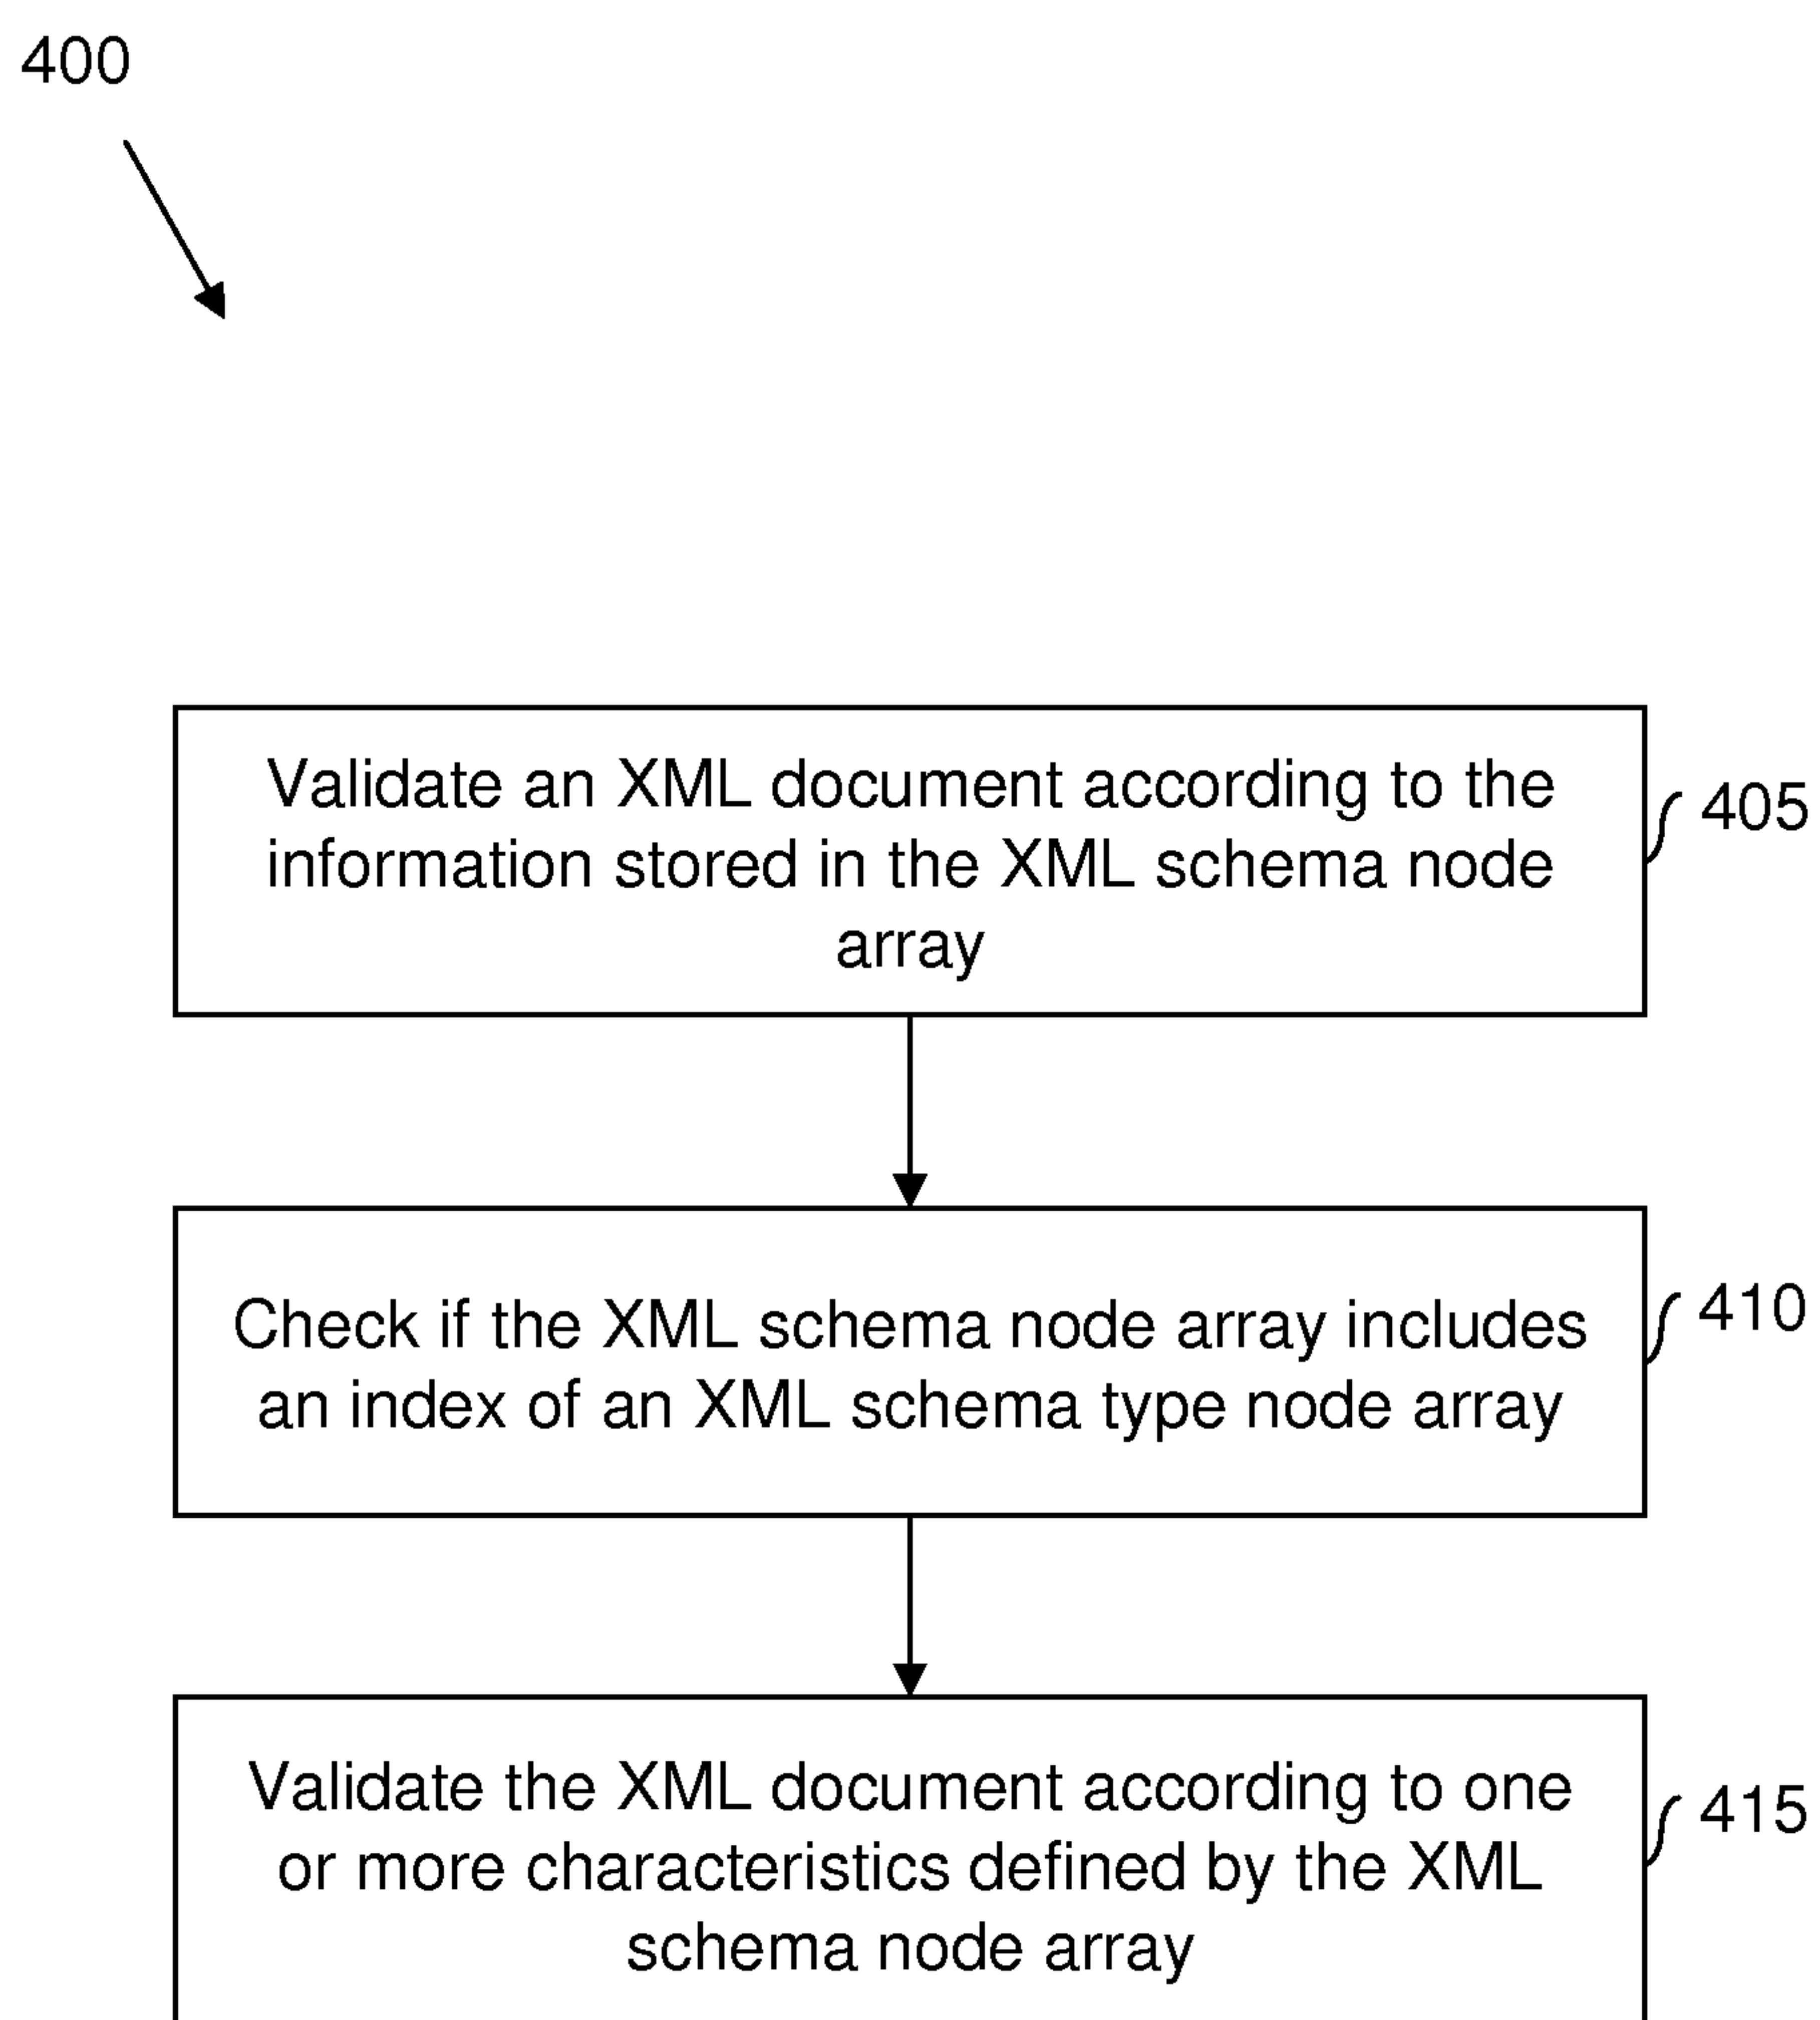 400
Validate an XML document according to the
information stored in the XML schema node
array
405
Check if the XML schema node array includes
an index of an XML schema type node array
410
Validate the XML document according to one
or more characteristics defined by the XML
schema node array
415